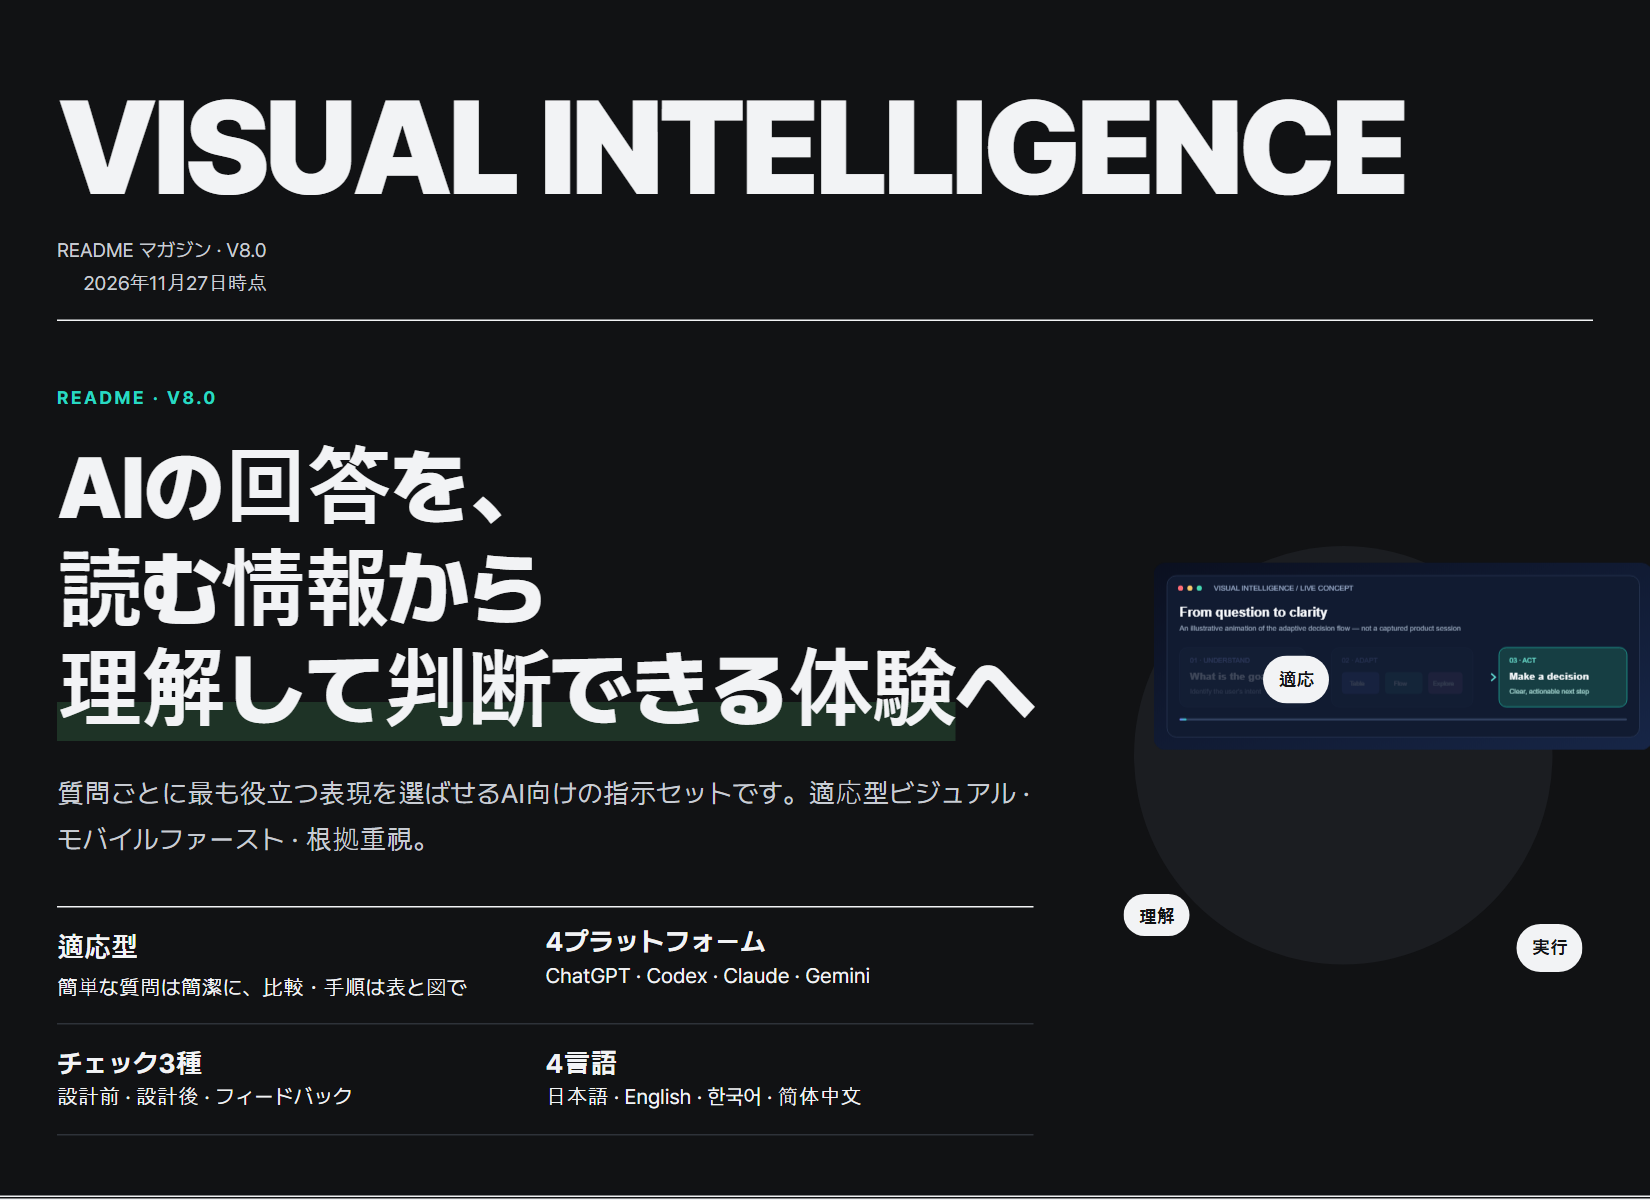 VISUAL INTELLIGENCE
README マガジン · V8.0
2026年11月27日時点
README · V8.0
AIの回答を、
読む情報から
理解して判断できる体験へ
質問ごとに最も役立つ表現を選ばせるAI向けの指示セットです。適応型ビジュアル ·
モバイルファースト · 根拠重視。
適応型
簡単な質問は簡潔に、比較・手順は表と図で
4プラットフォーム
ChatGPT · Codex · Claude · Gemini
チェック3種
設計前 · 設計後 · フィードバック
4言語
日本語 · English · 한국어 · 简体中文
VISUAL INTELLIGENCE / LIVE CONCEPT
From question to clarity
An illustrative animation of the adaptive decision flow — not a captured product session
01 · UNDERSTAND
What is the
02 · ADAPT
Table
Flow
Explore
03 · ACT
Make a decision
Clear, actionable next step
適応
理解
実行